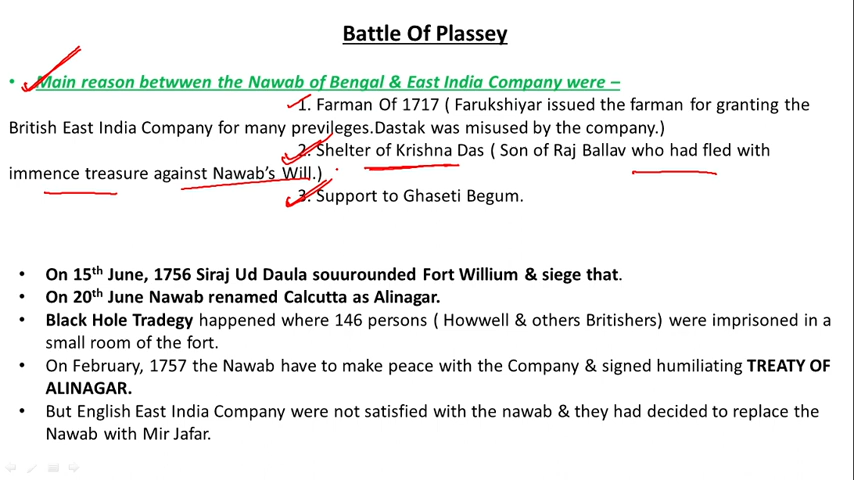 Battle Of Plassey
• Main reason betwwen the Nawab of Bengal & East India Company were –
1. Farman Of 1717 ( Farukshiyar issued the farman for granting the
British East India Company for many previleges.Dastak was misused by the company.)
2. Shelter of Krishna Das ( Son of Raj Ballav who had fled with
immence treasure against Nawab's Will.)
3. Support to Ghaseti Begum.
• On 15th June, 1756 Siraj Ud Daula souurounded Fort Willium & siege that.
• On 20th June Nawab renamed Calcutta as Alinagar.
• Black Hole Tradegy happened where 146 persons ( Howwell & others Britishers) were imprisoned in a
small room of the fort.
• On February, 1757 the Nawab have to make peace with the Company & signed humiliating TREATY OF
ALINAGAR.
• But English East India Company were not satisfied with the nawab & they had decided to replace the
Nawab with Mir Jafar.